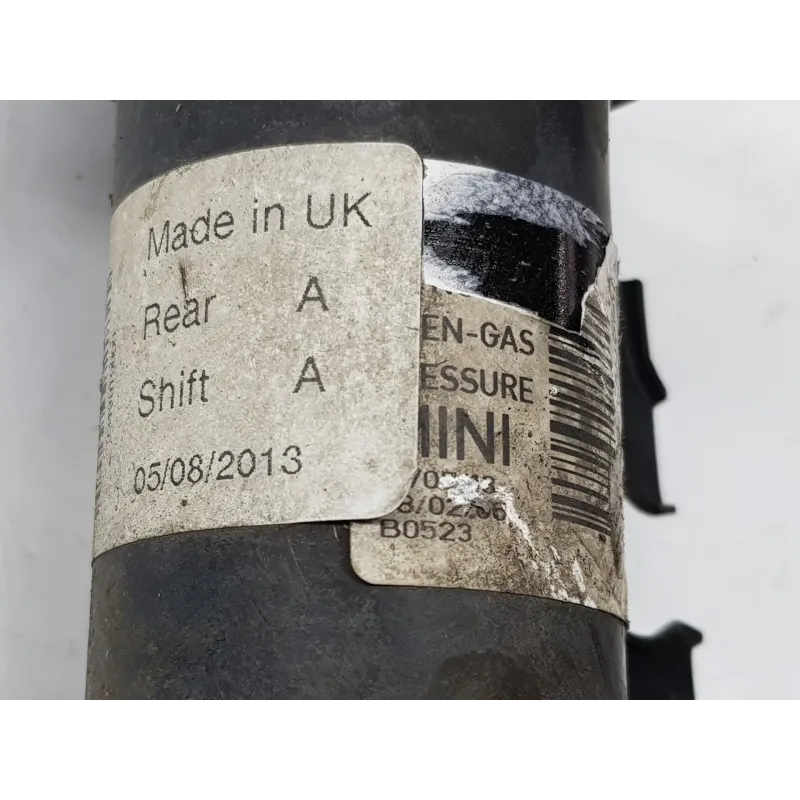 Made in UK
Rear A
Shift A
05/08/2013
EN-GAS
ESSURE
MINI
B0523